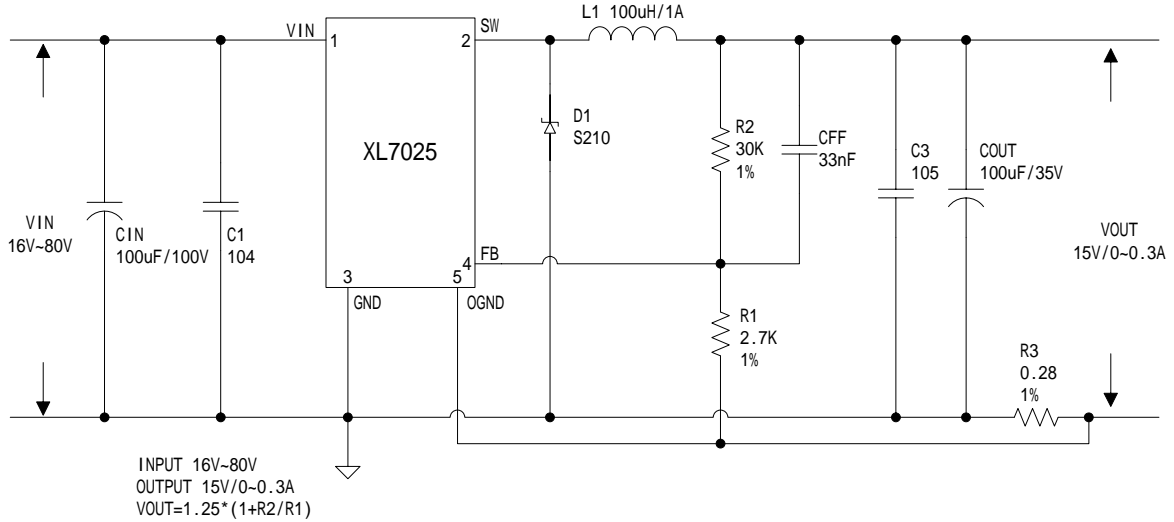 L1 100uH/1A
VIN
1
2
SW
XL7025
D1
S210
R2
30K
1%
CFF
33nF
C3
105
COUT
100uF/35V
VIN
16V~80V
CIN
100uF/100V
C1
104
VOUT
15V/0~0.3A
4
FB
3
GND
5
OGND
R1
2.7K
1%
R3
0.28
1%
INPUT 16V~80V
OUTPUT 15V/0~0.3A
VOUT=1.25*(1+R2/R1)